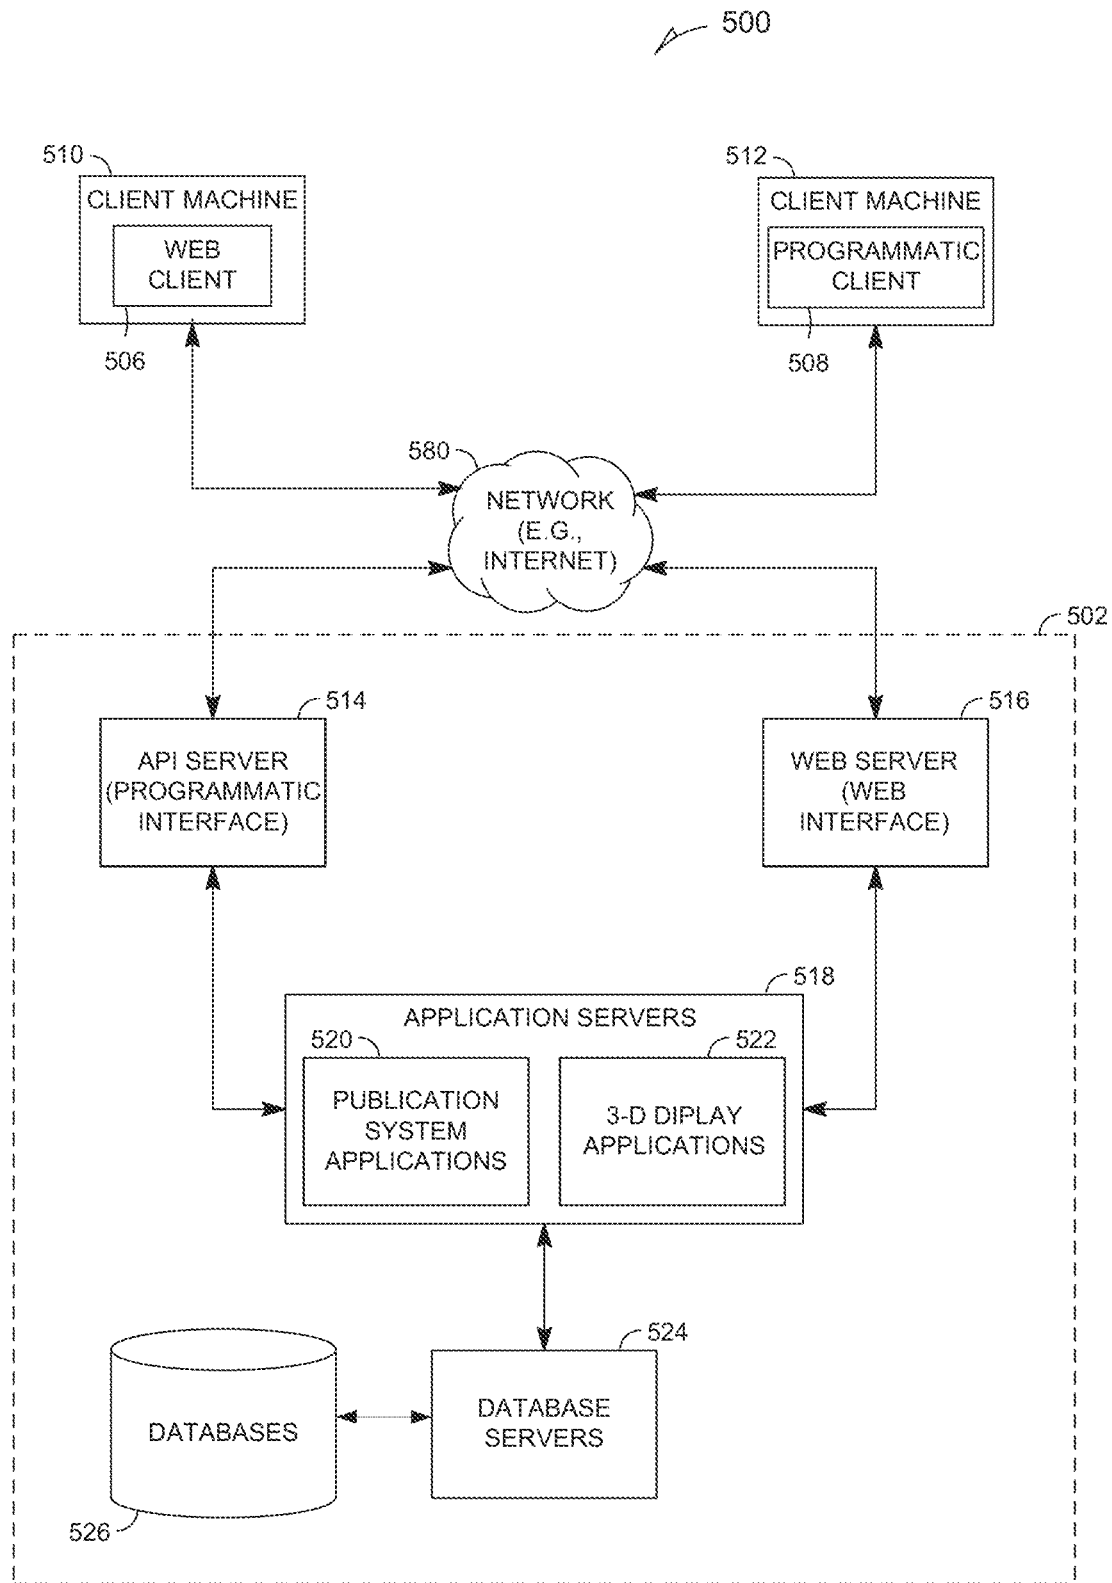 500
510
CLIENT MACHINE
WEB
CLIENT
506
512
CLIENT MACHINE
PROGRAMMATIC
CLIENT
508
580
NETWORK
(E.G.,
INTERNET)
502
514
API SERVER
(PROGRAMMATIC
INTERFACE)
516
WEB SERVER
(WEB
INTERFACE)
518
APPLICATION SERVERS
520
PUBLICATION
SYSTEM
APPLICATIONS
522
3-D DIPLAY
APPLICATIONS
524
DATABASE
SERVERS
DATABASES
526